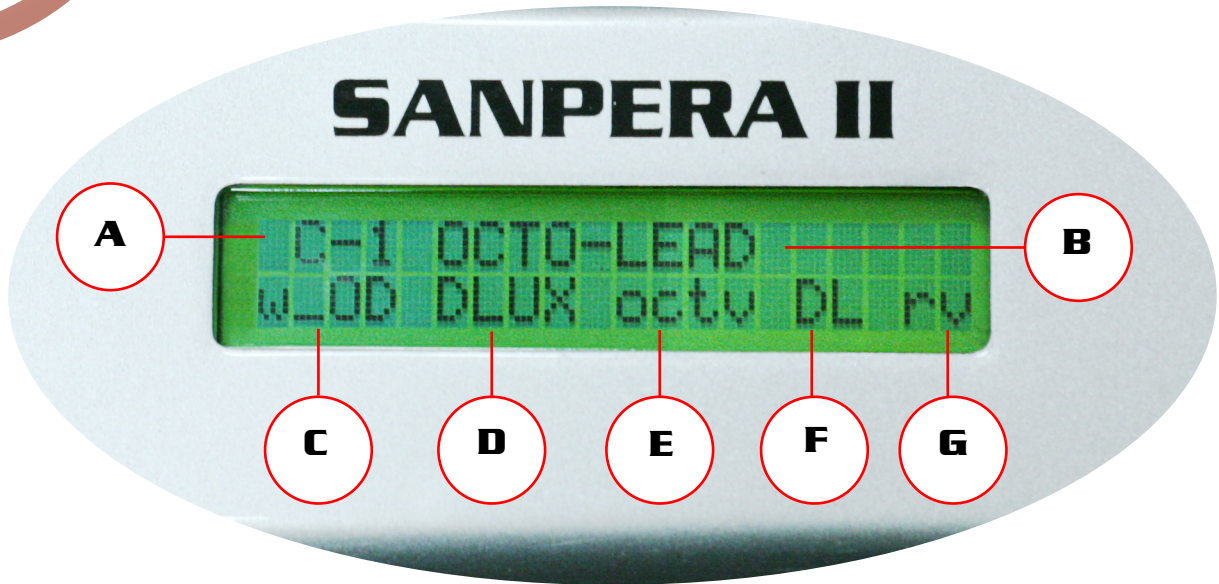 SANPERA II
A
C-1 OCTO-LEAD
B
w_OD DLUX octv DL rv
C D E F G